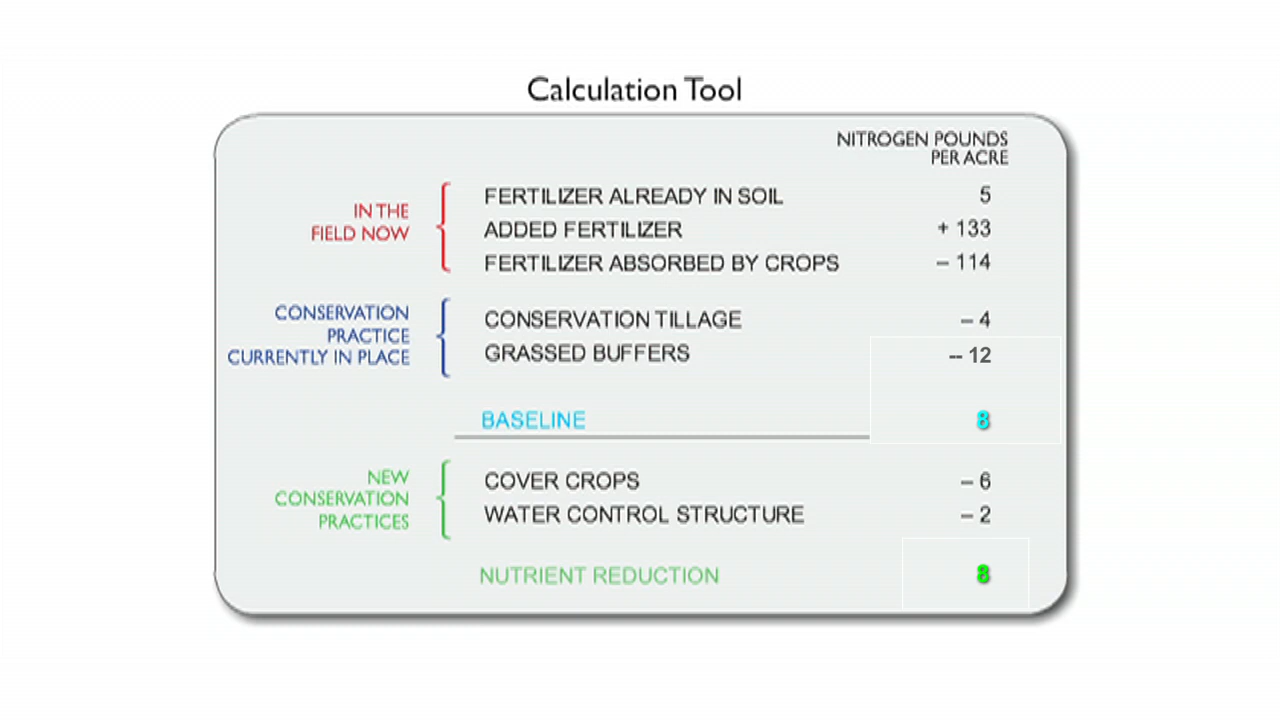 Calculation Tool
NITROGEN POUNDS
PER ACRE
IN THE
FIELD NOW
FERTILIZER ALREADY IN SOIL 5
ADDED FERTILIZER + 133
FERTILIZER ABSORBED BY CROPS – 114
CONSERVATION
PRACTICE
CURRENTLY IN PLACE
CONSERVATION TILLAGE – 4
GRASSED BUFFERS -- 12
BASELINE 8
NEW
CONSERVATION
PRACTICES
COVER CROPS – 6
WATER CONTROL STRUCTURE – 2
NUTRIENT REDUCTION 8